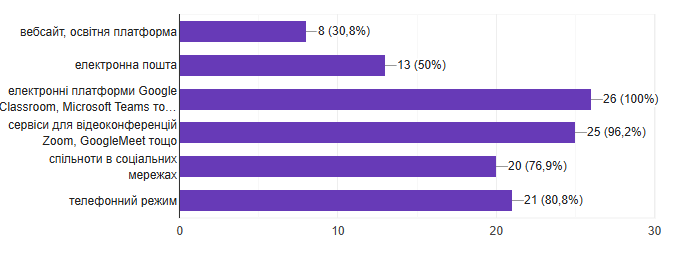 вебсайт, освітня платформа
8 (30,8%)
електронна пошта
13 (50%)
електронні платформи Google
Classroom, Microsoft Teams то…
26 (100%)
сервіси для відеоконференцій
Zoom, GoogleMeet тощо
25 (96,2%)
спільноти в соціальних
мережах
20 (76,9%)
телефонний режим
21 (80,8%)
0 10 20 30